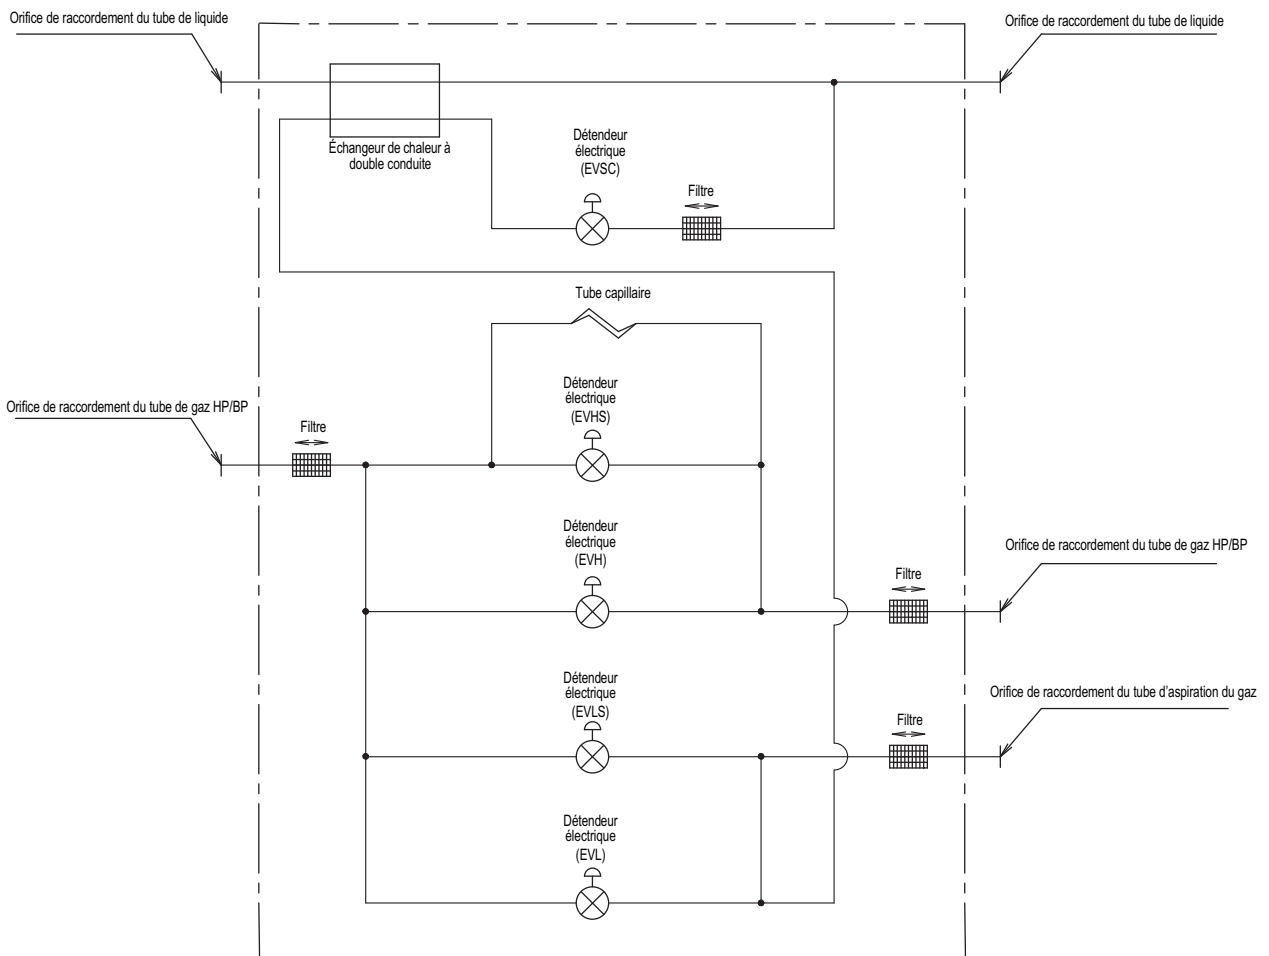 Orifice de raccordement du tube de liquide
Orifice de raccordement du tube de liquide
Échangeur de chaleur à
double conduite
Détendeur
électrique
(EVSC)
Filtre
Tube capillaire
Détendeur
électrique
(EVHS)
Orifice de raccordement du tube de gaz HP/BP
Filtre
Détendeur
électrique
(EVH)
Orifice de raccordement du tube de gaz HP/BP
Filtre
Détendeur
électrique
(EVLS)
Orifice de raccordement du tube d'aspiration du gaz
Filtre
Détendeur
électrique
(EVL)